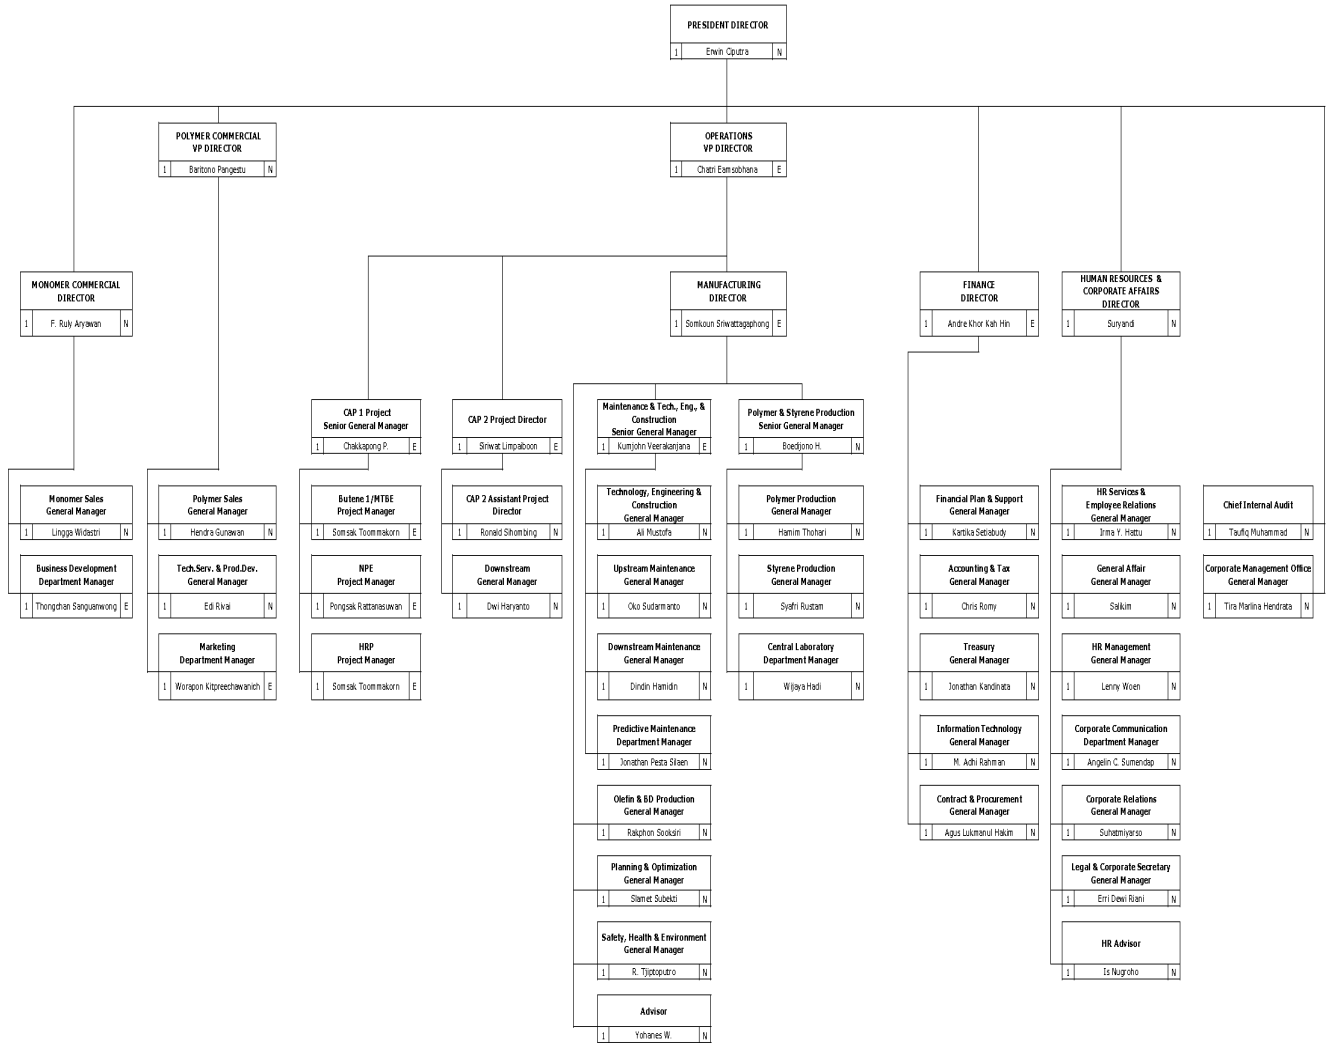 PRESIDENT DIRECTOR
1 Erwin Ciputra N
POLYMER COMMERCIAL
VP DIRECTOR
1 Baritono Pangestu N
OPERATIONS
VP DIRECTOR
1 Chatri Eamsobhana E
MONOMER COMMERCIAL
DIRECTOR
1 F. Ruly Aryawan N
MANUFACTURING
DIRECTOR
1 Somkoun Sriwattagaphong E
FINANCE
DIRECTOR
1 Andre Khor Kah Hin E
HUMAN RESOURCES &
CORPORATE AFFAIRS
DIRECTOR
1 Suryandi N
CAP 1 Project
Senior General Manager
1 Chakkapong P. E
CAP 2 Project Director
1 Siriwat Limpaiboon E
Maintenance & Tech., Eng., &
Construction
Senior General Manager
1 Kumjohn Veerakanjana E
Polymer & Styrene Production
Senior General Manager
1 Boedijono H. N
Monomer Sales
General Manager
1 Lingga Widastri N
Polymer Sales
General Manager
1 Hendra Gunawan N
Butene 1/MTBE
Project Manager
1 Somsak Toommakorn E
CAP 2 Assistant Project
Director
1 Ronald Sihombing N
Technology, Engineering &
Construction
General Manager
1 Ali Mustofa N
Polymer Production
General Manager
1 Hamim Thohari N
Financial Plan & Support
General Manager
1 Kartika Setiabudy N
HR Services &
Employee Relations
General Manager
1 Irma Y. Hattu N
Chief Internal Audit
1 Taufiq Muhammad N
Business Development
Department Manager
1 Thongchan Sanguanwong E
Tech.Serv. & Prod.Dev.
General Manager
1 Edi Rivai N
NPE
Project Manager
1 Pongsak Rattanasuwan E
Downstream
General Manager
1 Dwi Haryanto N
Upstream Maintenance
General Manager
1 Oko Sudarmanto N
Styrene Production
General Manager
1 Syafri Rustam N
Accounting & Tax
General Manager
1 Chris Romy N
General Affair
General Manager
1 Salikim N
Corporate Management Office
General Manager
1 Tira Marlina Hendrata N
Marketing
Department Manager
1 Worapon Kitpreechawanich E
HRP
Project Manager
1 Somsak Toommakorn E
Downstream Maintenance
General Manager
1 Dindin Hamidin N
Central Laboratory
Department Manager
1 Wijaya Hadi N
Treasury
General Manager
1 Jonathan Kandinata N
HR Management
General Manager
1 Lenny Woen N
Predictive Maintenance
Department Manager
1 Jonathan Pesta Silaen N
Information Technology
General Manager
1 M. Adhi Rahman N
Corporate Communication
Department Manager
1 Angelin C. Sumendap N
Olefin & BD Production
General Manager
1 Rakphon Sooksiri N
Contract & Procurement
General Manager
1 Agus Lukmanul Hakim N
Corporate Relations
General Manager
1 Suhatmiyarso N
Planning & Optimization
General Manager
1 Slamet Subekti N
Legal & Corporate Secretary
General Manager
1 Erri Dewi Riani N
Safety, Health & Environment
General Manager
1 R. Tjiptoputro N
HR Advisor
1 Is Nugroho N
Advisor
1 Yohanes W. N